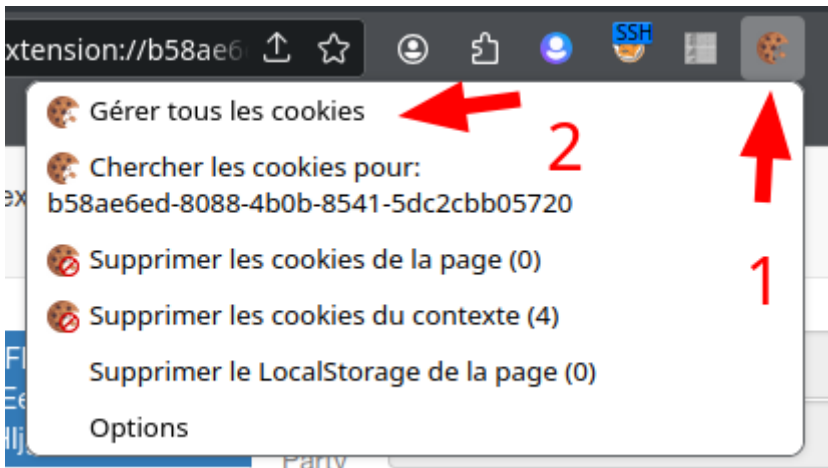 xtension://b58ae6
SSH
Gérer tous les cookies
2
Chercher les cookies pour:
b58ae6ed-8088-4b0b-8541-5dc2cbb05720
1
Supprimer les cookies de la page (0)
Supprimer les cookies du contexte (4)
Supprimer le LocalStorage de la page (0)
Options
Party